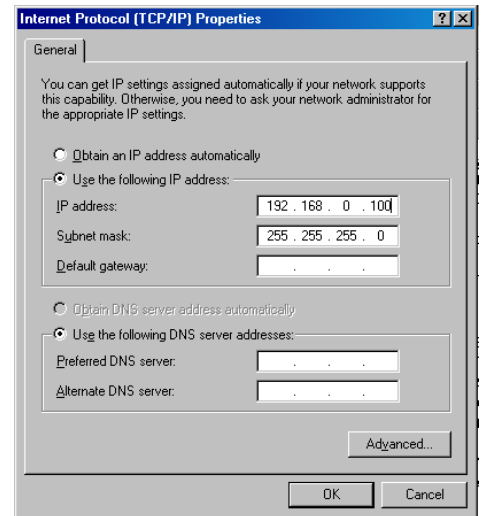 Internet Protocol (TCP/IP) Properties
General
You can get IP settings assigned automatically if your network supports
this capability. Otherwise, you need to ask your network administrator for
the appropriate IP settings.
Obtain an IP address automatically
Use the following IP address:
IP address: 192 . 168 . 0 . 100
Subnet mask: 255 . 255 . 255 . 0
Default gateway: . . .
Obtain DNS server address automatically
Use the following DNS server addresses:
Preferred DNS server: . . .
Alternate DNS server: . . .
Advanced...
OK Cancel